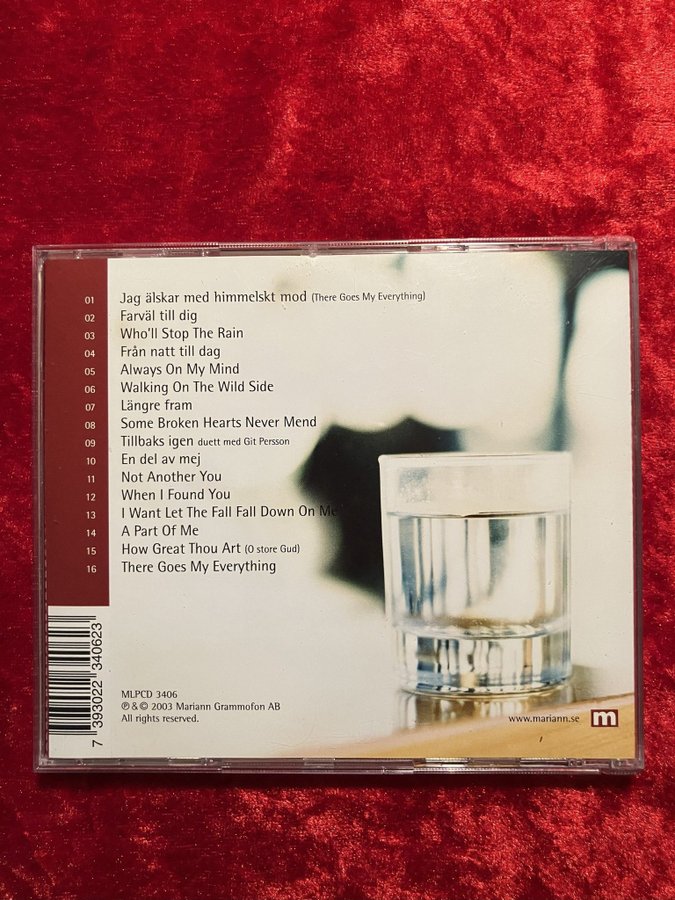 01 Jag älskar med himmelskt mod (There Goes My Everything)
02 Farväl till dig
03 Who'll Stop The Rain
04 Från natt till dag
05 Always On My Mind
06 Walking On The Wild Side
07 Längre fram
08 Some Broken Hearts Never Mend
09 Tillbaks igen duett med Git Persson
10 En del av mej
11 Not Another You
12 When I Found You
13 I Want Let The Fall Fall Down On Me
14 A Part Of Me
15 How Great Thou Art (O store Gud)
16 There Goes My Everything
7 393022 340623
MLPCD 3406
℗ & © 2003 Mariann Grammofon AB
All rights reserved.
www.mariann.se m